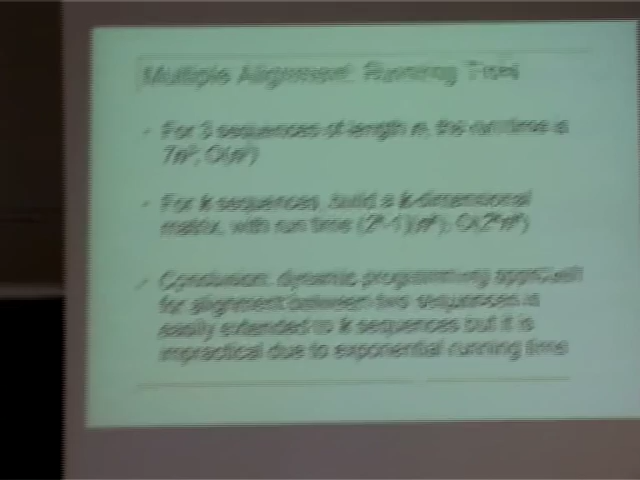 Multiple Alignment: Running Time
For 3 sequences of length n, the run time is
7n³; O(n³)
For k sequences, build a k-dimensional
matrix, with run time (2ᵏ-1)(nᵏ); O(2ᵏnᵏ)
Conclusion: dynamic programming approach
for alignment between two sequences is
easily extended to k sequences but it is
impractical due to exponential running time